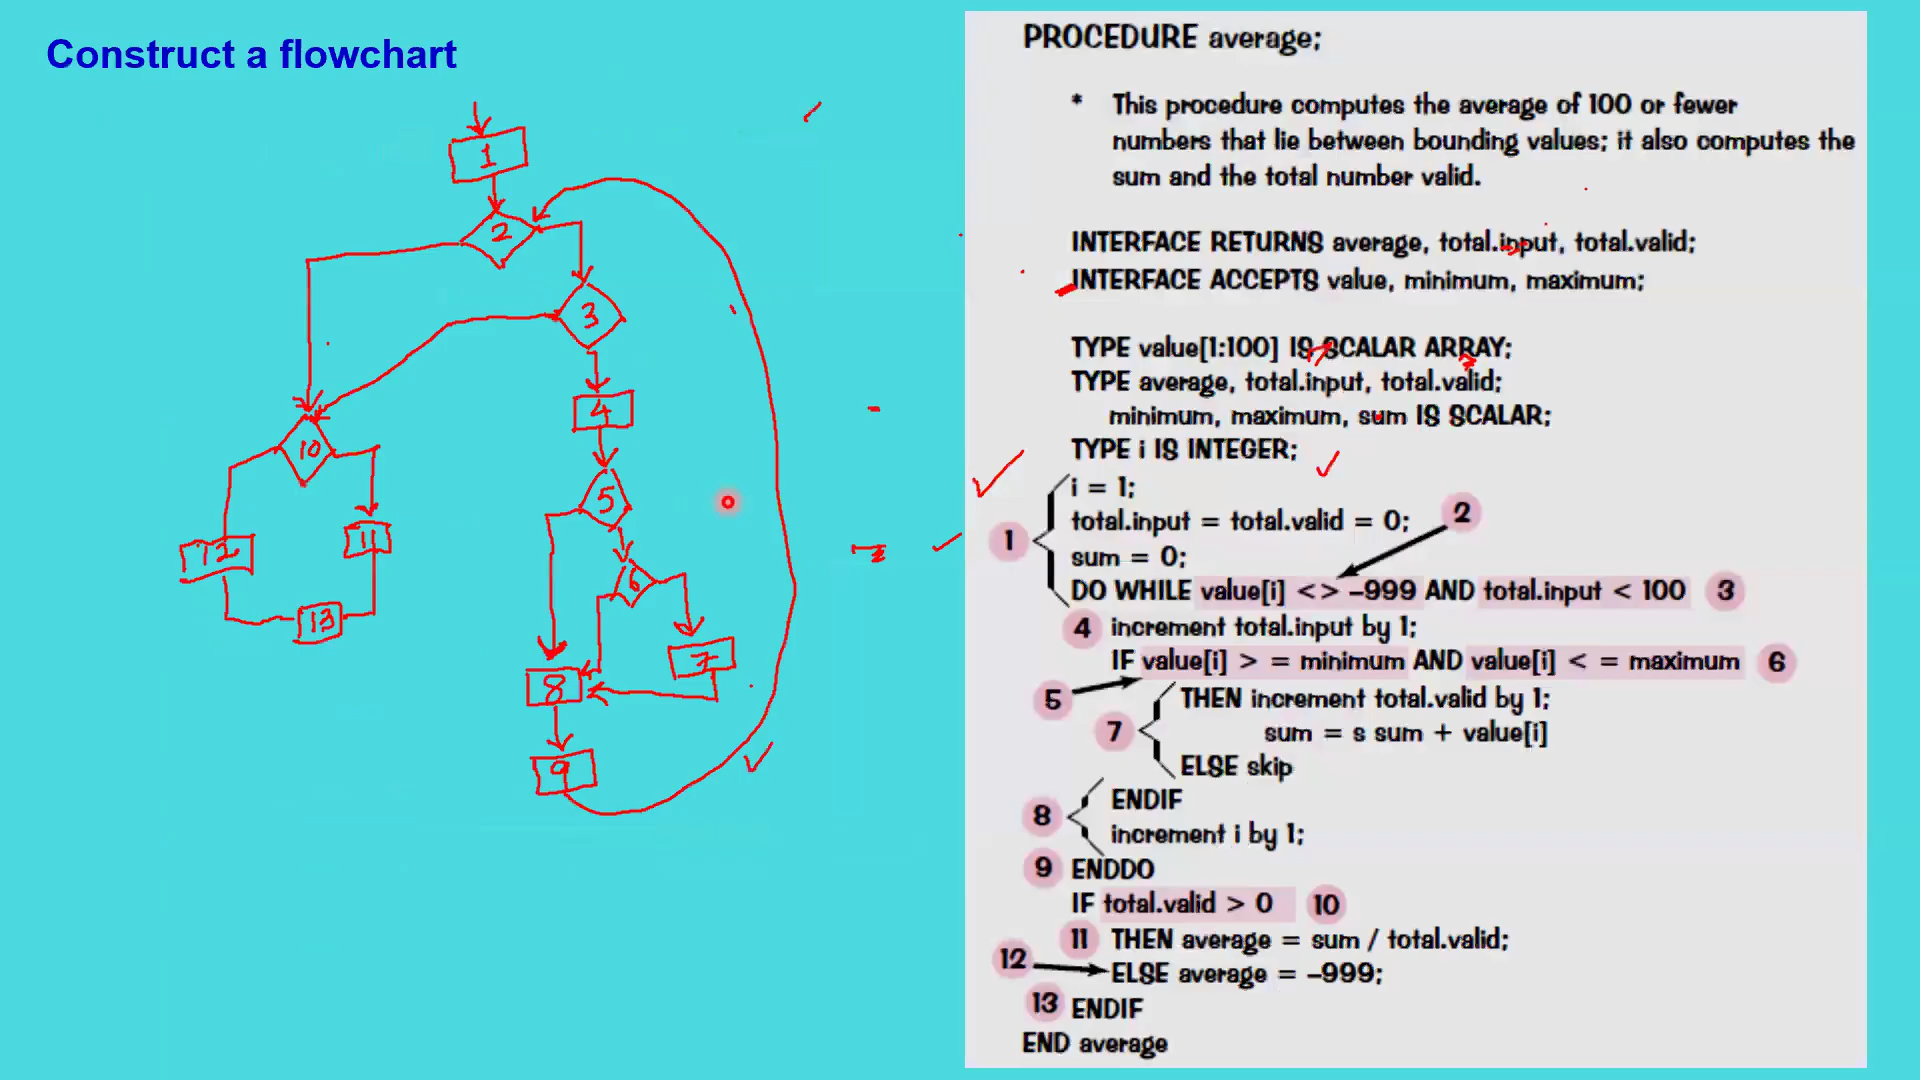 Construct a flowchart
1
2
3
4
10
5
6
12
11
13
7
8
9
PROCEDURE average;
* This procedure computes the average of 100 or fewer
numbers that lie between bounding values; it also computes the
sum and the total number valid.
INTERFACE RETURNS average, total.input, total.valid;
INTERFACE ACCEPTS value, minimum, maximum;
TYPE value[1:100] IS SCALAR ARRAY;
TYPE average, total.input, total.valid;
minimum, maximum, sum IS SCALAR;
TYPE i IS INTEGER;
i = 1;
total.input = total.valid = 0; 2
1 sum = 0;
DO WHILE value[i] <> -999 AND total.input < 100 3
4 increment total.input by 1;
IF value[i] > = minimum AND value[i] < = maximum 6
5 THEN increment total.valid by 1;
7 sum = s sum + value[i]
ELSE skip
ENDIF
8 increment i by 1;
9 ENDDO
IF total.valid > 0 10
11 THEN average = sum / total.valid;
12 ELSE average = -999;
13 ENDIF
END average